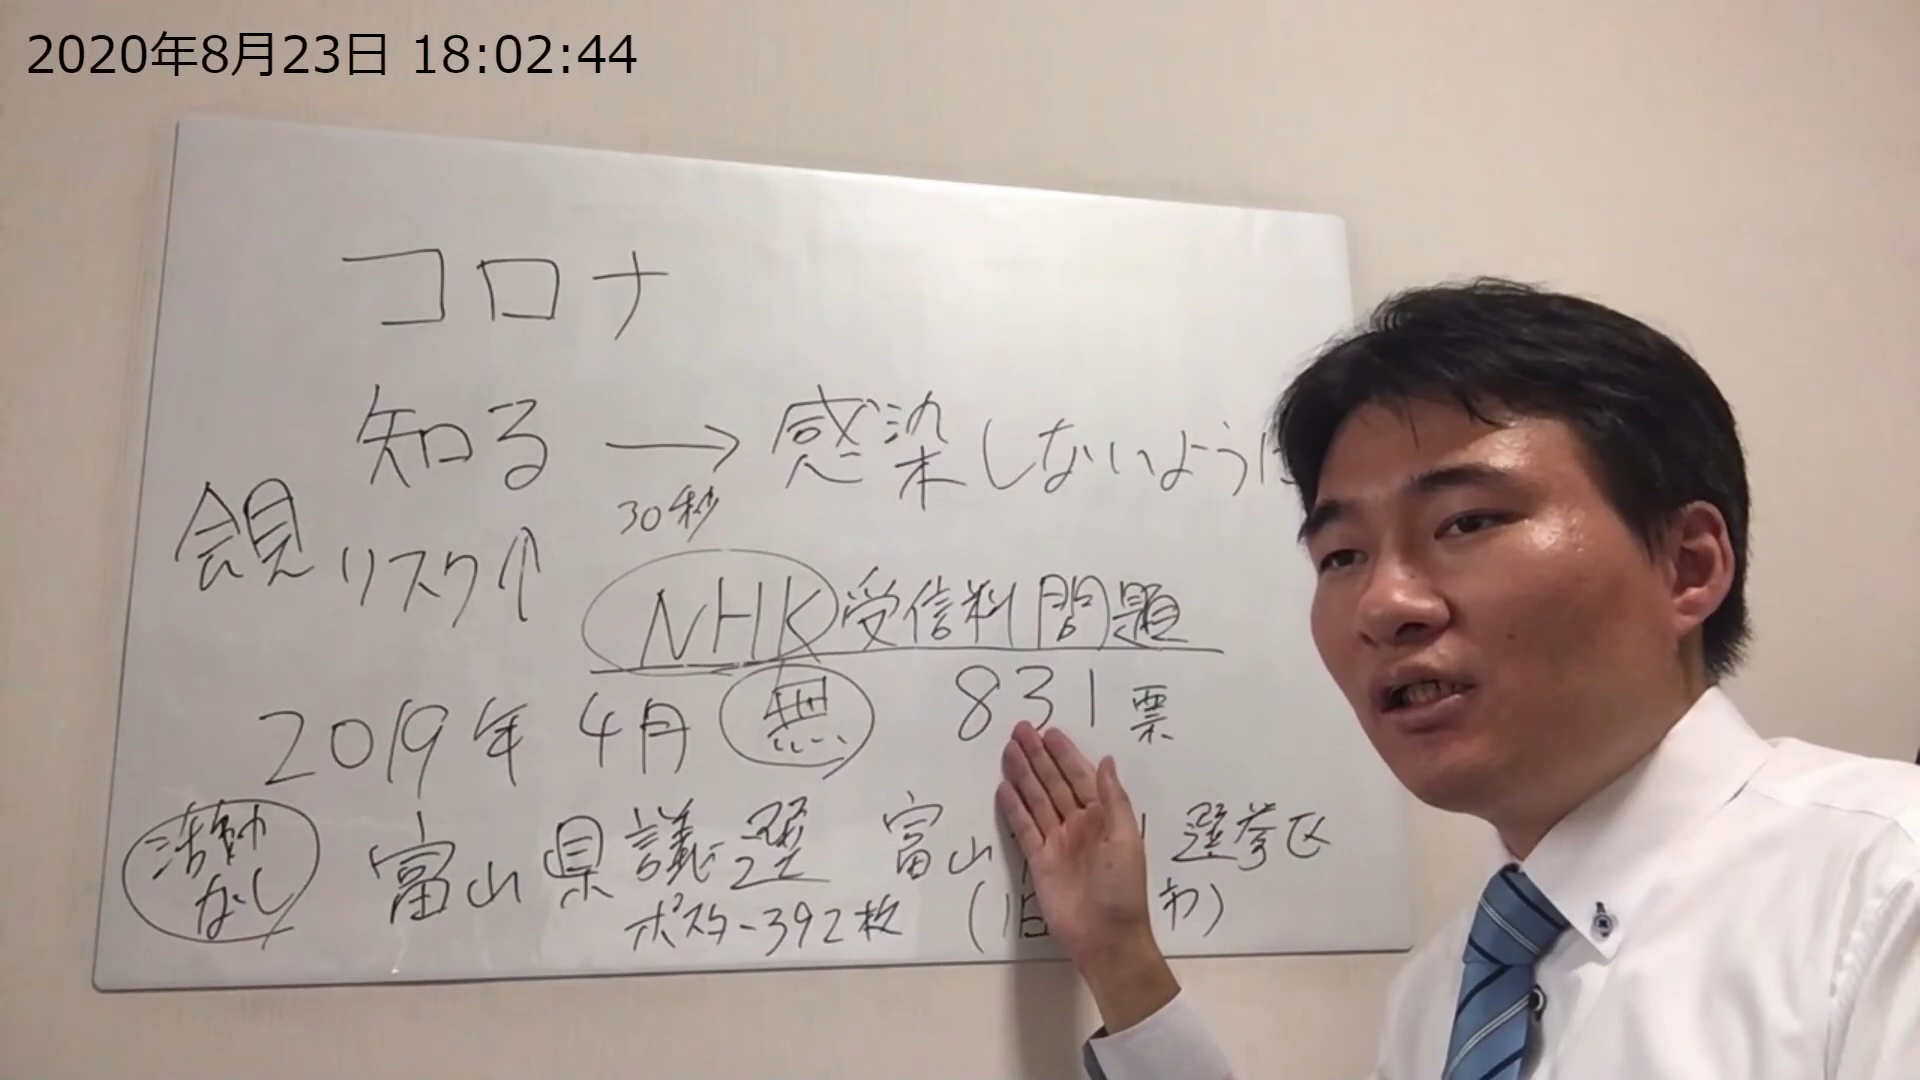 2020年8月23日 18:02:44
コロナ
知る → 感染しないように
30秒
会見 リスク↑
NHK受信料問題
2019年4月 無 831票
活動なし
富山県議選 富山 選挙区
ポスター392枚